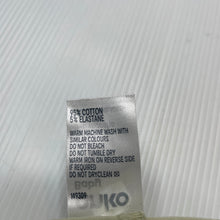 95% COTTON
5% ELASTANE
WARM MACHINE WASH WITH
SIMILAR COLOURS
DO NOT BLEACH
DO NOT TUMBLE DRY
WARM IRON ON REVERSE SIDE
IF REQUIRED
DO NOT DRYCLEAN
Baby